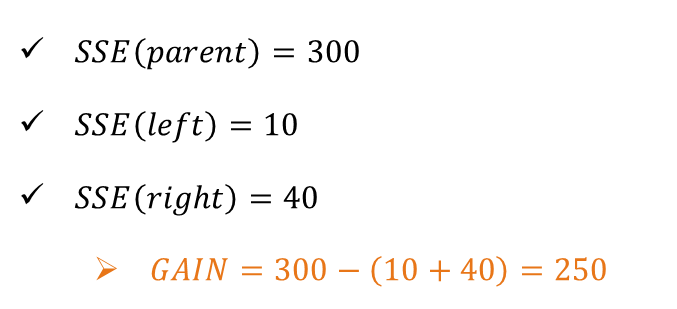 ✓ SSE(parent) = 300
✓ SSE(left) = 10
✓ SSE(right) = 40
➢ GAIN = 300 − (10 + 40) = 250